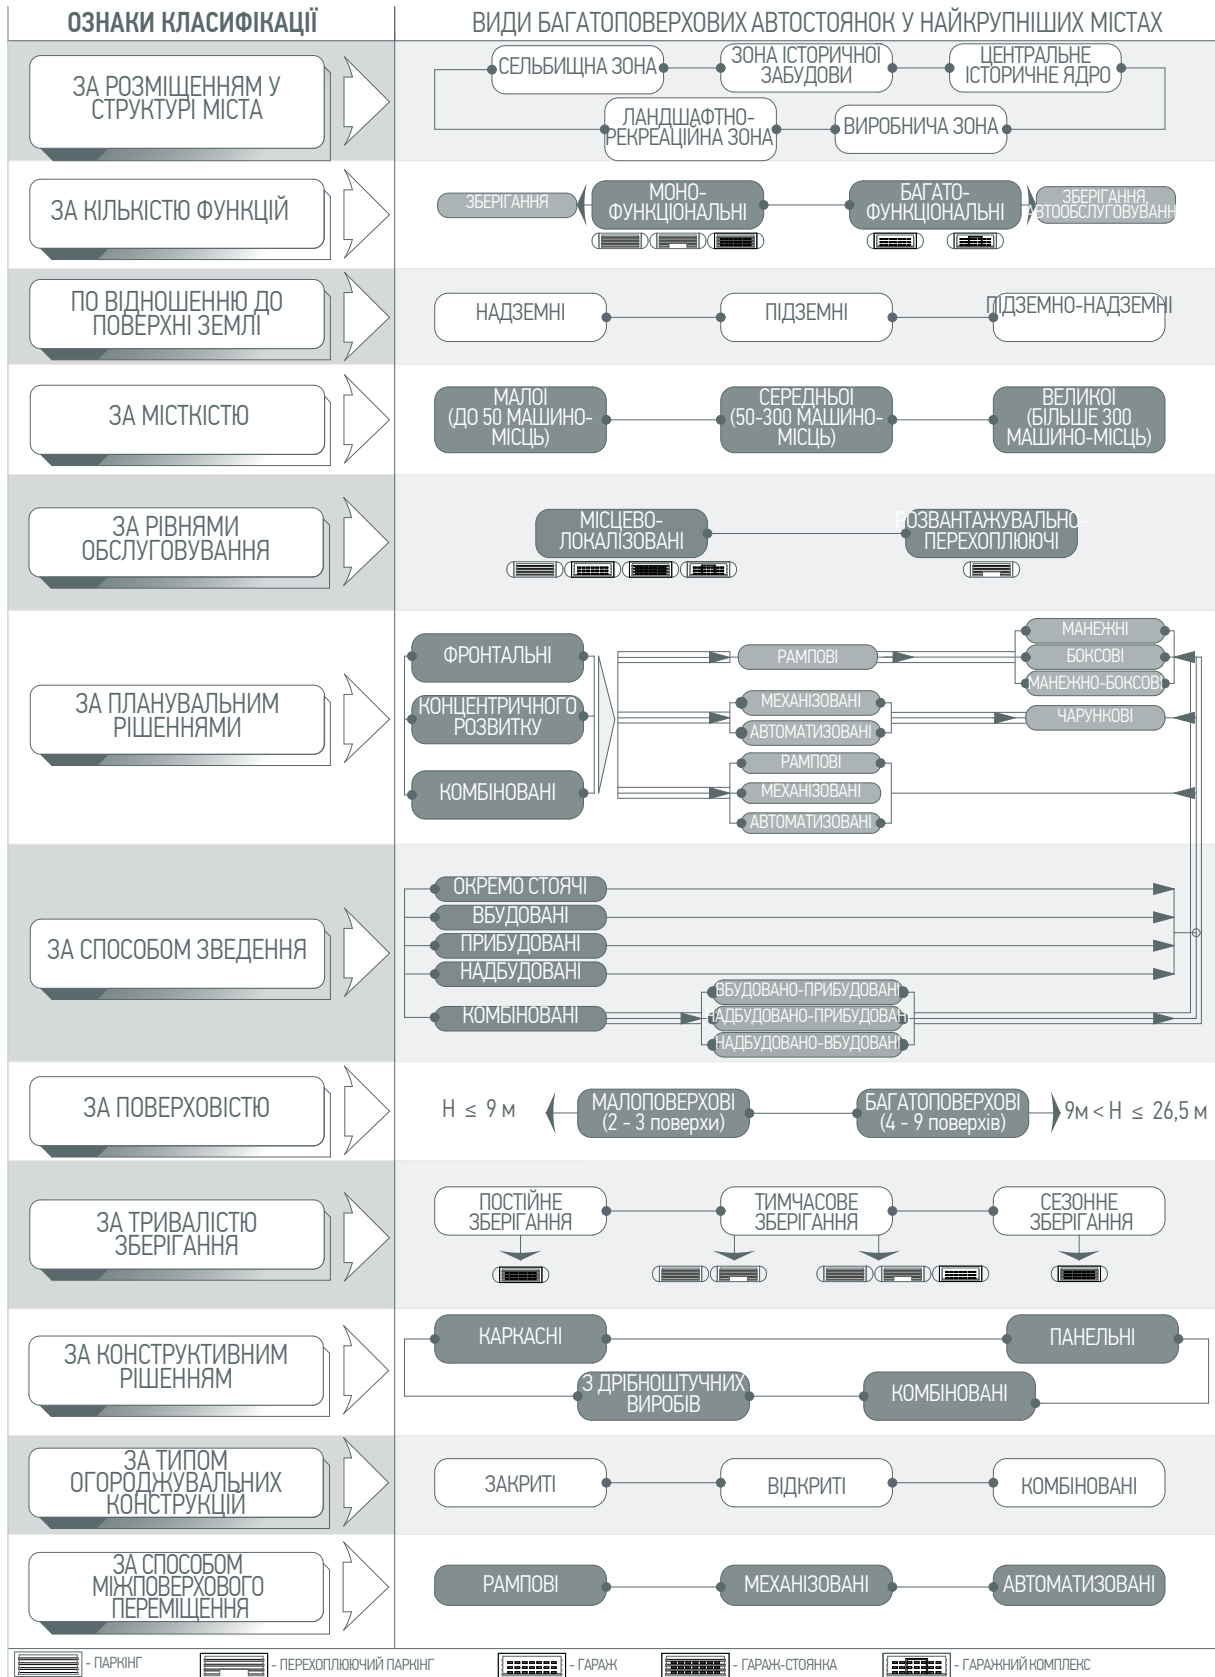 ОЗНАКИ КЛАСИФІКАЦІЇ
ВИДИ БАГАТОПОВЕРХОВИХ АВТОСТОЯНОК У НАЙКРУПНІШИХ МІСТАХ
ЗА РОЗМІЩЕННЯМ У
СТРУКТУРІ МІСТА
СЕЛЬБИЩНА ЗОНА
ЗОНА ІСТОРИЧНОЇ
ЗАБУДОВИ
ЦЕНТРАЛЬНЕ
ІСТОРИЧНЕ ЯДРО
ЛАНДШАФТНО-
РЕКРЕАЦІЙНА ЗОНА
ВИРОБНИЧА ЗОНА
ЗА КІЛЬКІСТЮ ФУНКЦІЙ
ЗБЕРІГАННЯ
МОНО-
ФУНКЦІОНАЛЬНІ
БАГАТО-
ФУНКЦІОНАЛЬНІ
ЗБЕРІГАННЯ,
АВТООБСЛУГОВУВАНН
ПО ВІДНОШЕННЮ ДО
ПОВЕРХНІ ЗЕМЛІ
НАДЗЕМНІ
ПІДЗЕМНІ
ПІДЗЕМНО-НАДЗЕМНІ
ЗА МІСТКІСТЮ
МАЛОЇ
(ДО 50 МАШИНО-
МІСЦЬ)
СЕРЕДНЬОЇ
(50-300 МАШИНО-
МІСЦЬ)
ВЕЛИКОЇ
(БІЛЬШЕ 300
МАШИНО-МІСЦЬ)
ЗА РІВНЯМИ
ОБСЛУГОВУВАННЯ
МІСЦЕВО-
ЛОКАЛІЗОВАНІ
РОЗВАНТАЖУВАЛЬНО-
ПЕРЕХОПЛЮЮЧІ
ЗА ПЛАНУВАЛЬНИМ
РІШЕННЯМИ
ФРОНТАЛЬНІ
КОНЦЕНТРИЧНОГО
РОЗВИТКУ
КОМБІНОВАНІ
РАМПОВІ
МЕХАНІЗОВАНІ
АВТОМАТИЗОВАНІ
РАМПОВІ
МЕХАНІЗОВАНІ
АВТОМАТИЗОВАНІ
МАНЕЖНІ
БОКСОВІ
МАНЕЖНО-БОКСОВІ
ЧАРУНКОВІ
ЗА СПОСОБОМ ЗВЕДЕННЯ
ОКРЕМО СТОЯЧІ
ВБУДОВАНІ
ПРИБУДОВАНІ
НАДБУДОВАНІ
КОМБІНОВАНІ
ВБУДОВАНО-ПРИБУДОВАНІ
НАДБУДОВАНО-ПРИБУДОВАНІ
НАДБУДОВАНО-ВБУДОВАНІ
ЗА ПОВЕРХОВІСТЮ
H ≤ 9 м
МАЛОПОВЕРХОВІ
(2 - 3 поверхи)
БАГАТОПОВЕРХОВІ
(4 - 9 поверхів)
9м < H ≤ 26,5 м
ЗА ТРИВАЛІСТЮ
ЗБЕРІГАННЯ
ПОСТІЙНЕ
ЗБЕРІГАННЯ
ТИМЧАСОВЕ
ЗБЕРІГАННЯ
СЕЗОННЕ
ЗБЕРІГАННЯ
ЗА КОНСТРУКТИВНИМ
РІШЕННЯМ
КАРКАСНІ
ПАНЕЛЬНІ
З ДРІБНОШТУЧНИХ
ВИРОБІВ
КОМБІНОВАНІ
ЗА ТИПОМ
ОГОРОДЖУВАЛЬНИХ
КОНСТРУКЦІЙ
ЗАКРИТІ
ВІДКРИТІ
КОМБІНОВАНІ
ЗА СПОСОБОМ
МІЖПОВЕРХОВОГО
ПЕРЕМІЩЕННЯ
РАМПОВІ
МЕХАНІЗОВАНІ
АВТОМАТИЗОВАНІ
- ПАРКІНГ
- ПЕРЕХОПЛЮЮЧИЙ ПАРКІНГ
- ГАРАЖ
- ГАРАЖ-СТОЯНКА
- ГАРАЖНИЙ КОМПЛЕКС